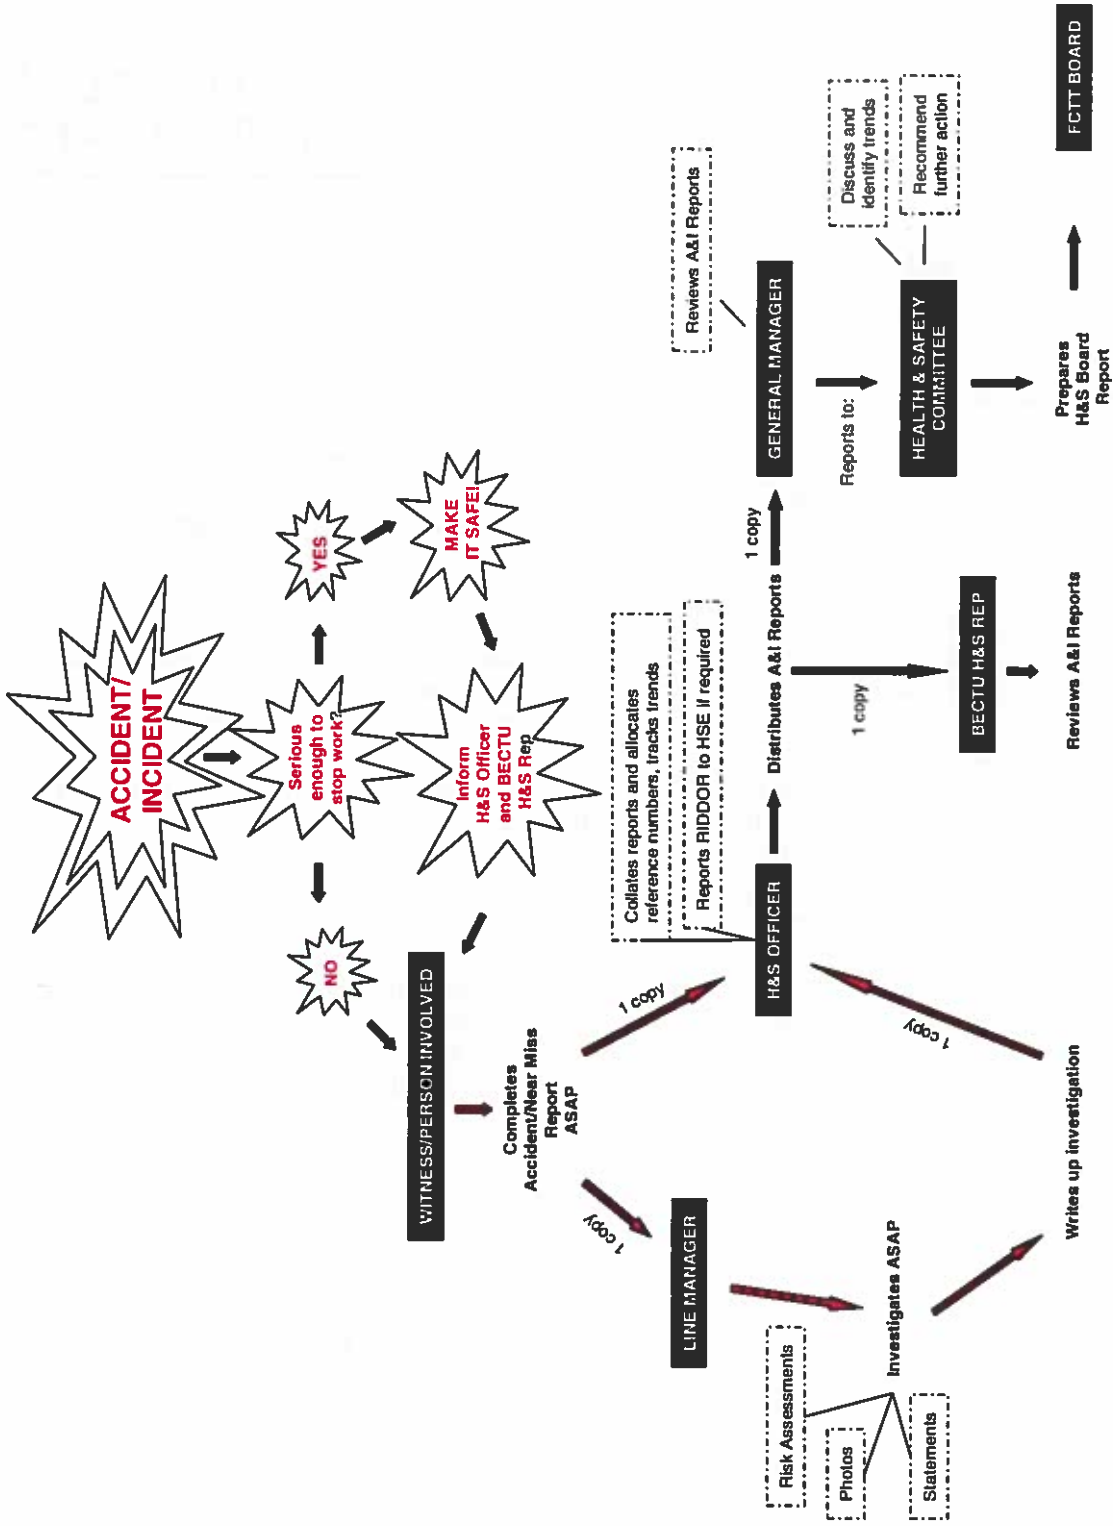 ACCIDENT/
INCIDENT
Serious
enough to
stop work?
YES
NO
MAKE
IT SAFE!
Inform
H&S Officer
and BECTU
H&S Rep
WITNESS/PERSON INVOLVED
Completes
Accident/Near Miss
Report
ASAP
1 copy
1 copy
LINE MANAGER
Risk Assessments
Photos
Statements
Investigates ASAP
Writes up investigation
1 copy
Collates reports and allocates
reference numbers, tracks trends
Reports RIDDOR to HSE if required
H&S OFFICER
Distributes A&I Reports
1 copy
1 copy
BECTU H&S REP
Reviews A&I Reports
Reviews A&I Reports
GENERAL MANAGER
Reports to:
HEALTH & SAFETY
COMMITTEE
Discuss and
identify trends
Recommend
further action
Prepares
H&S Board
Report
FCTT BOARD